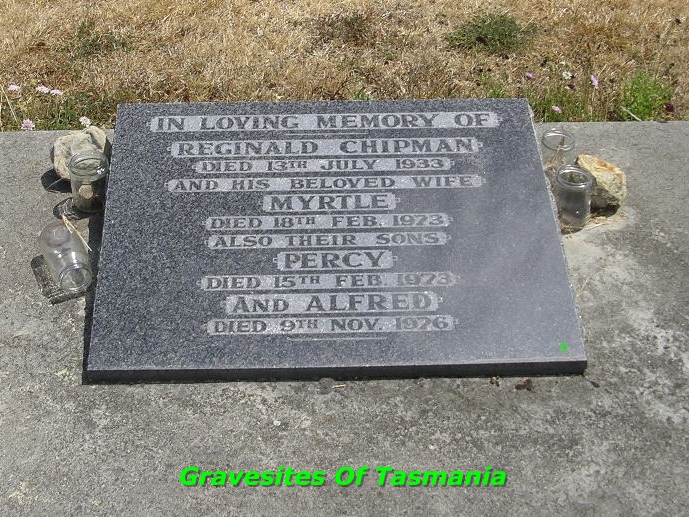 IN LOVING MEMORY OF
REGINALD CHIPMAN
DIED 13TH JULY 1933
AND HIS BELOVED WIFE
MYRTLE
DIED 18TH FEB. 1973
ALSO THEIR SONS
PERCY
DIED 15TH FEB. 1973
AND ALFRED
DIED 9TH NOV. 1976
Gravesites Of Tasmania